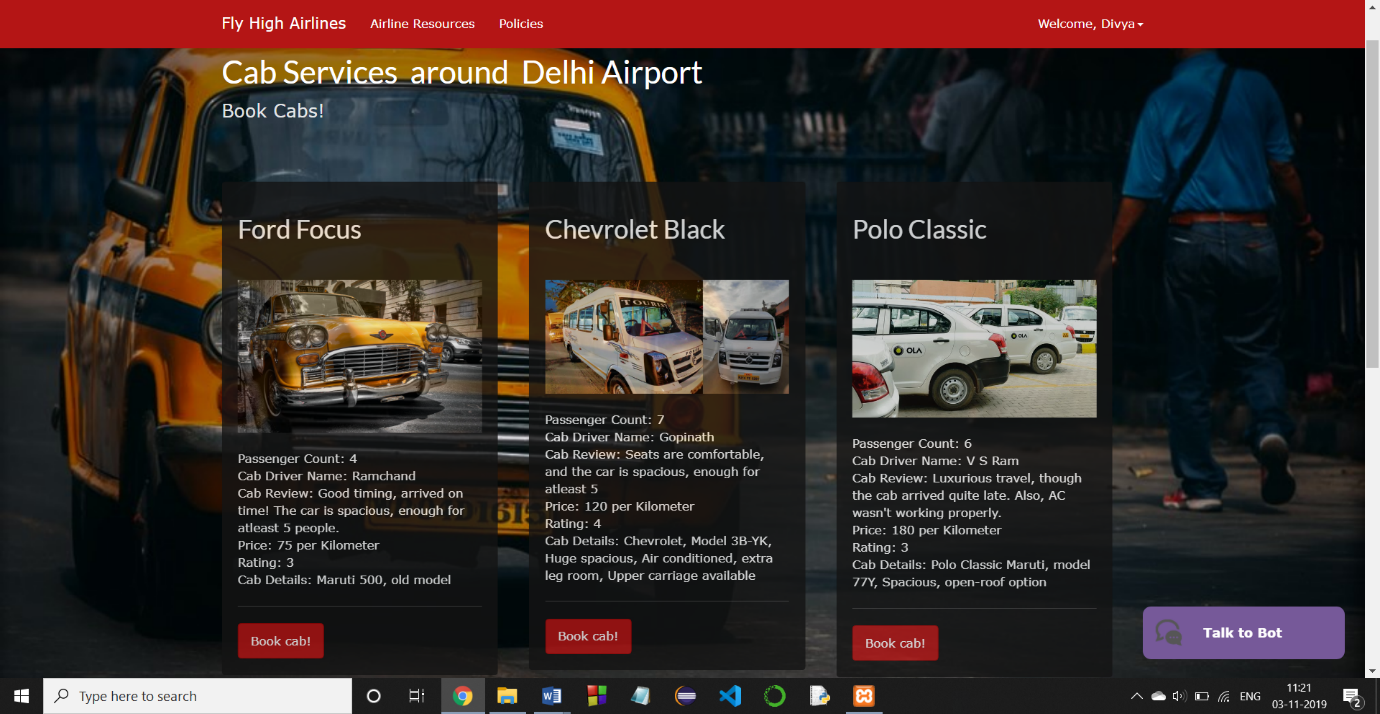 Fly High Airlines
Airline Resources
Policies
Welcome, Divya
Cab Services around Delhi Airport
Book Cabs!
Ford Focus
Passenger Count: 4
Cab Driver Name: Ramchand
Cab Review: Good timing, arrived on
time! The car is spacious, enough for
atleast 5 people.
Price: 75 per Kilometer
Rating: 3
Cab Details: Maruti 500, old model
Book cab!
Chevrolet Black
TOURIST
Passenger Count: 7
Cab Driver Name: Gopinath
Cab Review: Seats are comfortable,
and the car is spacious, enough for
atleast 5
Price: 120 per Kilometer
Rating: 4
Cab Details: Chevrolet, Model 3B-YK,
Huge spacious, Air conditioned, extra
leg room, Upper carriage available
Book cab!
Polo Classic
OLA
OLA
Passenger Count: 6
Cab Driver Name: V S Ram
Cab Review: Luxurious travel, though
the cab arrived quite late. Also, AC
wasn't working properly.
Price: 180 per Kilometer
Rating: 3
Cab Details: Polo Classic Maruti, model
77Y, Spacious, open-roof option
Book cab!
Talk to Bot
Type here to search
ENG
11:21
03-11-2019
2